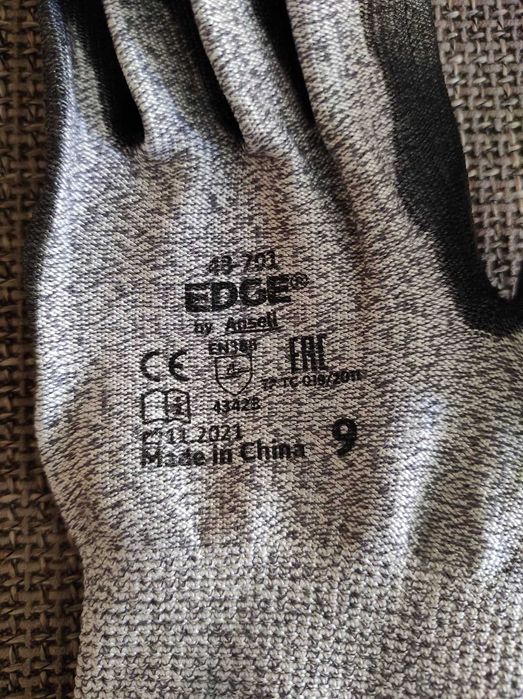 48-701
EDGE®
by Ansell
CE EN388 EAC
TP TC 019/2011
4342B
11.2021
Made in China 9